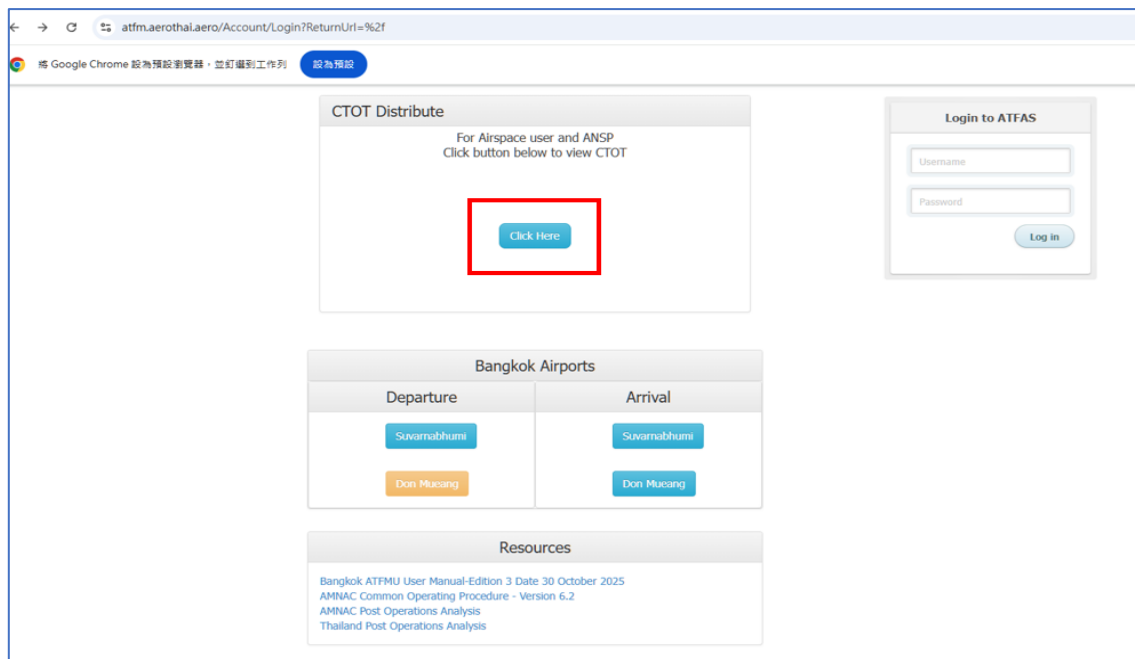 atfm.aerothai.aero/Account/Login?ReturnUrl=%2f
將 Google Chrome 設為預設瀏覽器，並釘選到工作列 設為預設
CTOT Distribute
For Airspace user and ANSP
Click button below to view CTOT
Click Here
Login to ATFAS
Username
Password
Log in
Bangkok Airports
Departure Arrival
Suvarnabhumi Suvarnabhumi
Don Mueang Don Mueang
Resources
Bangkok ATFMU User Manual-Edition 3 Date 30 October 2025
AMNAC Common Operating Procedure - Version 6.2
AMNAC Post Operations Analysis
Thailand Post Operations Analysis